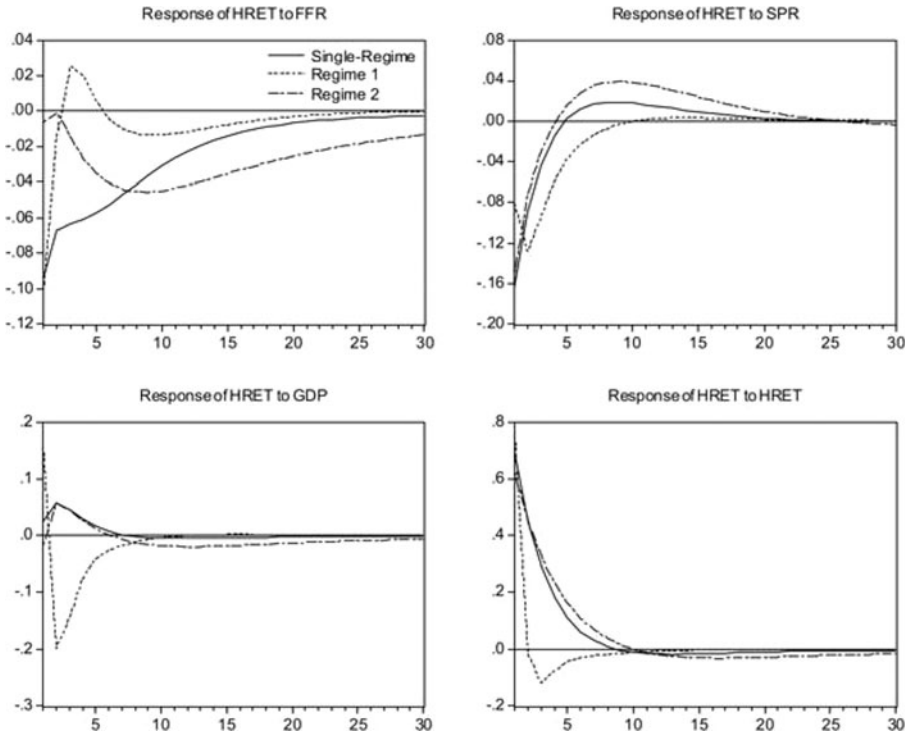 Response of HRET to FFR
.04
.02
.00
-.02
-.04
-.06
-.08
-.10
-.12
Single-Regime
Regime 1
Regime 2
5 10 15 20 25 30
Response of HRET to SPR
.08
.04
.00
-.04
-.08
-.12
-.16
-.20
5 10 15 20 25 30
Response of HRET to GDP
.2
.1
.0
-.1
-.2
-.3
5 10 15 20 25 30
Response of HRET to HRET
.8
.6
.4
.2
.0
-.2
5 10 15 20 25 30